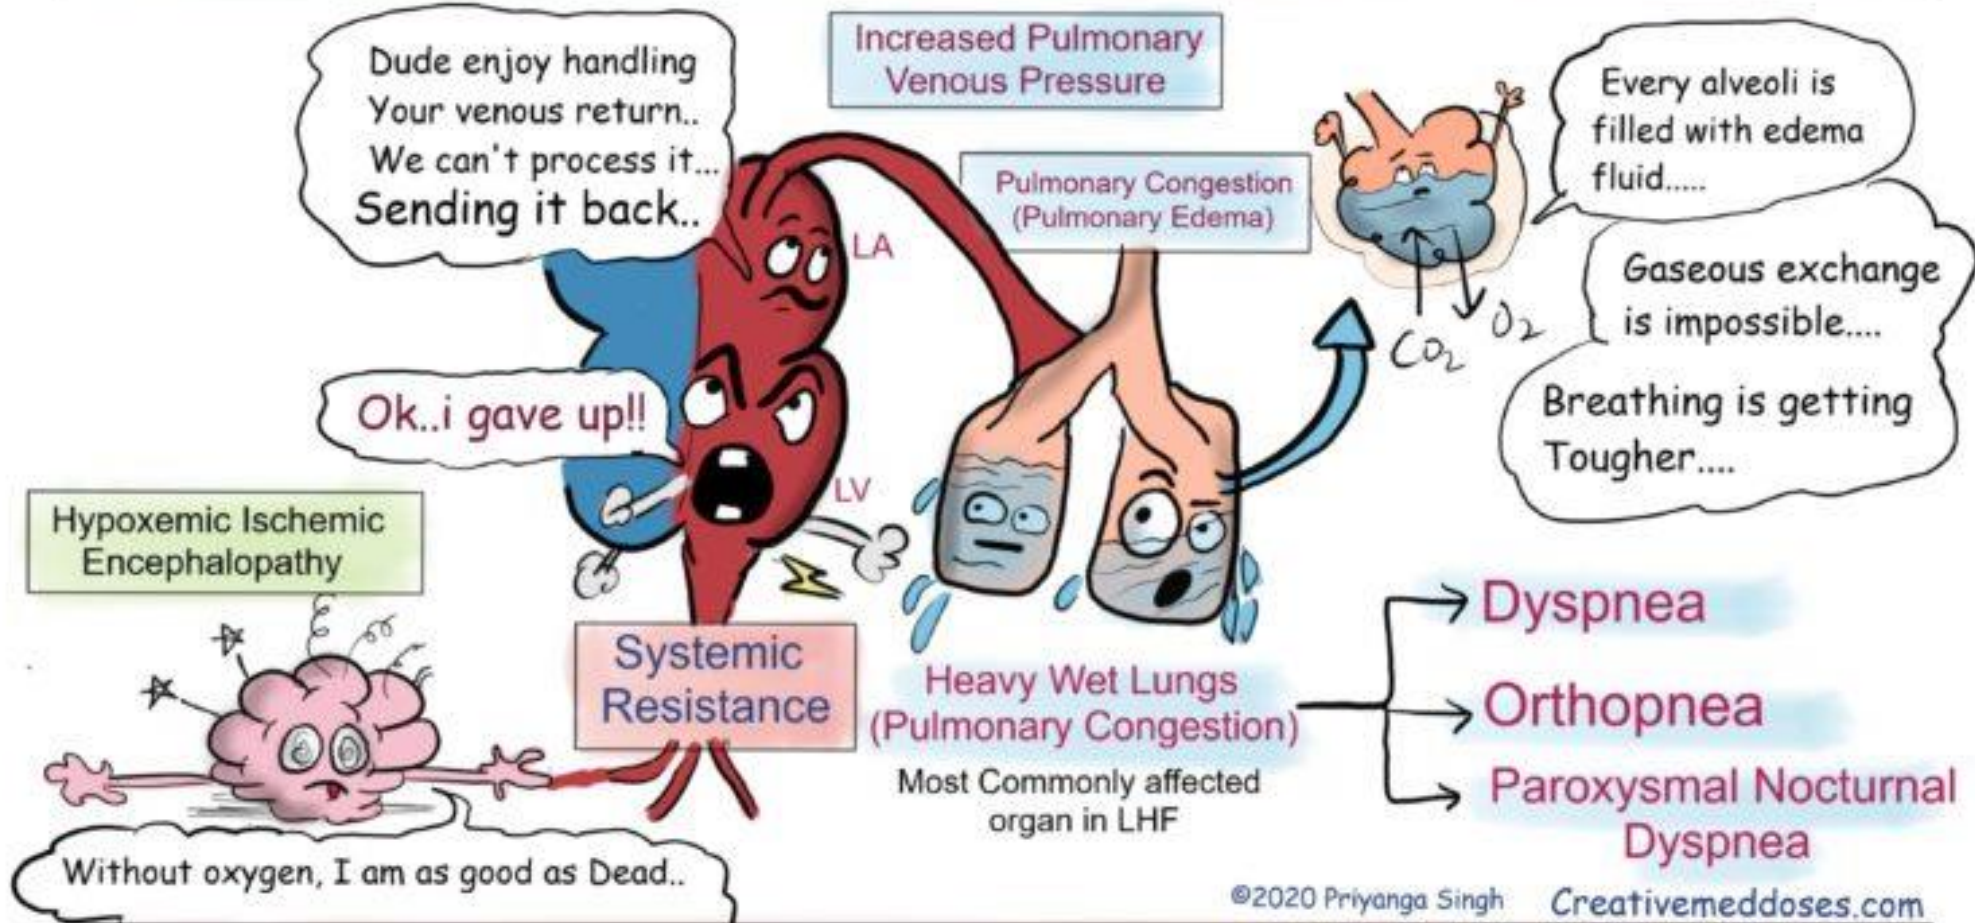 Dude enjoy handling
Your venous return..
We can't process it...
Sending it back..
Increased Pulmonary
Venous Pressure
Pulmonary Congestion
(Pulmonary Edema)
Every alveoli is
filled with edema
fluid.....
Gaseous exchange
is impossible....
Breathing is getting
Tougher....
CO₂
O₂
LA
Ok..i gave up!!
LV
Hypoxemic Ischemic
Encephalopathy
Systemic
Resistance
Heavy Wet Lungs
(Pulmonary Congestion)
Most Commonly affected
organ in LHF
Dyspnea
Orthopnea
Paroxysmal Nocturnal
Dyspnea
Without oxygen, I am as good as Dead..
©2020 Priyanga Singh
Creativemeddoses.com